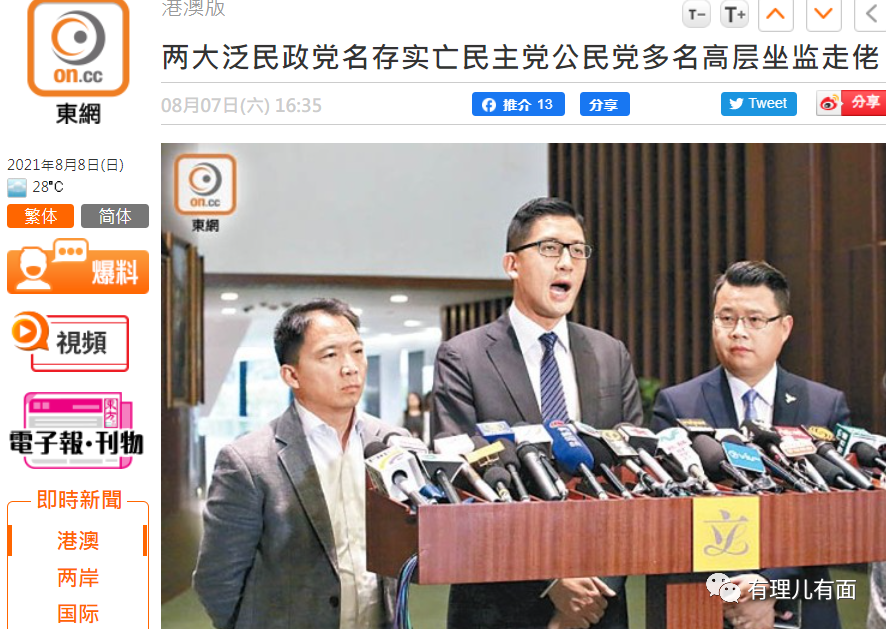 港澳版
T−
T+
on.cc
東網
两大泛民政党名存实亡民主党公民党多名高层坐监走佬
08月07日(六) 16:35
推介 13
分享
Tweet
分享
2021年8月8日(日)
28°C
繁体
简体
爆料
視頻
電子報·刊物
即時新聞
港澳
两岸
国际
on.cc
東網
立
有理儿有面